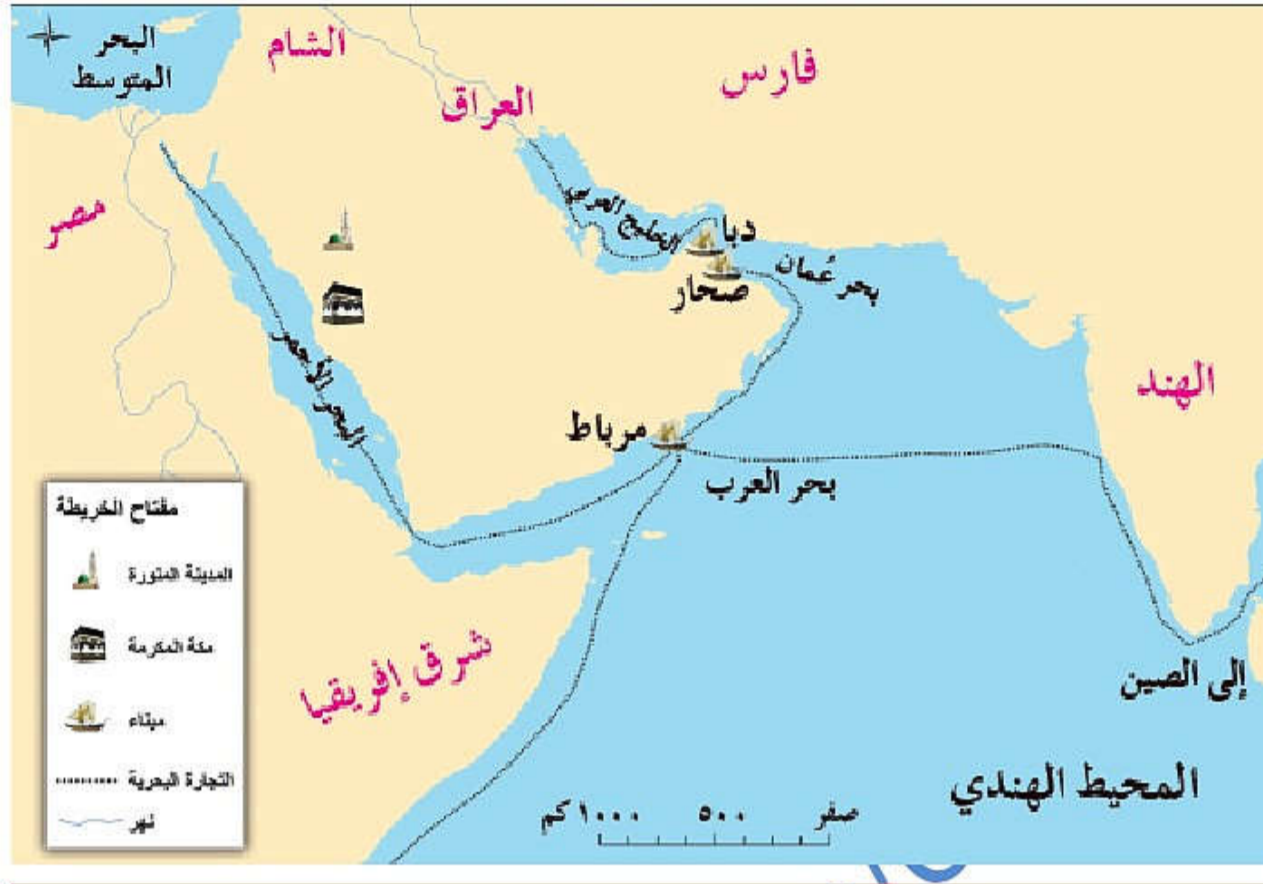 البحر
المتوسط
الشام
العراق
فارس
مصر
الخليج العربي
دبا
صحار
بحر عُمان
الهند
البحر الأحمر
مرباط
بحر العرب
شرق إفريقيا
إلى الصين
المحيط الهندي
صفر ٥٠٠ ١٠٠٠ كم
مفتاح الخريطة
المدينة المنورة
مكة المكرمة
ميناء
التجارة البحرية
نهر